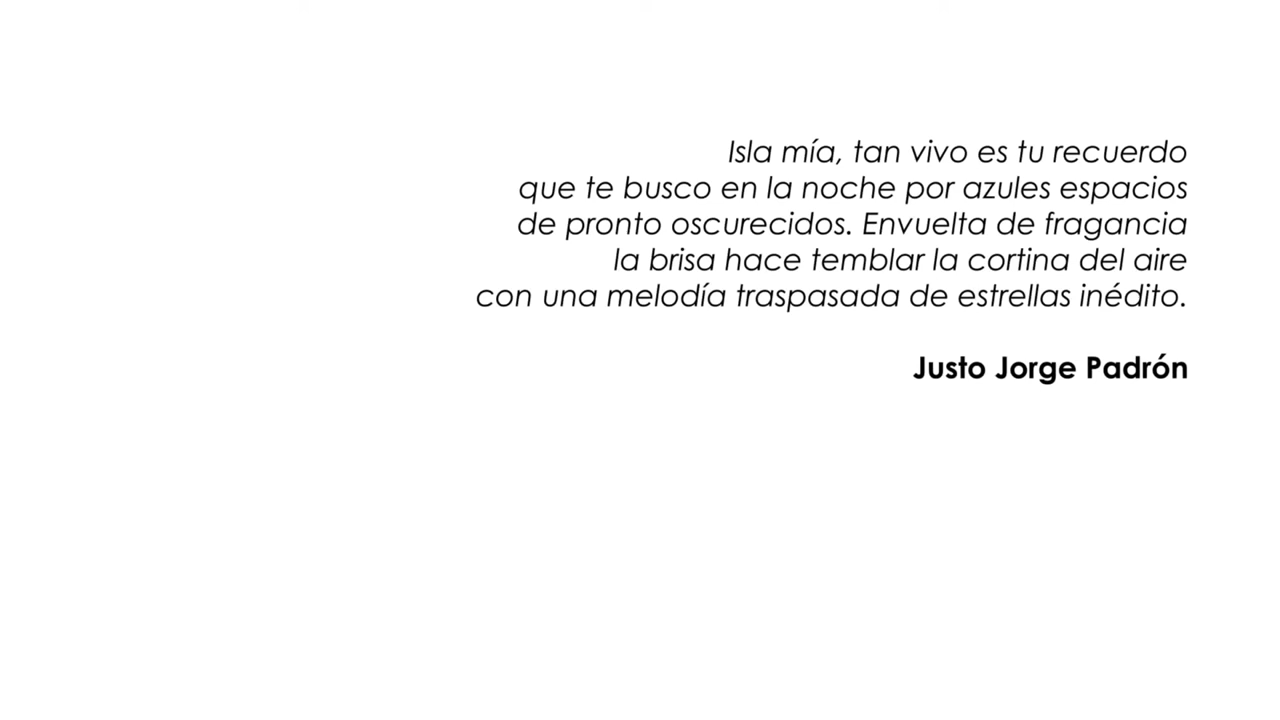 Isla mía, tan vivo es tu recuerdo
que te busco en la noche por azules espacios
de pronto oscurecidos. Envuelta de fragancia
la brisa hace temblar la cortina del aire
con una melodía traspasada de estrellas inédito.
Justo Jorge Padrón